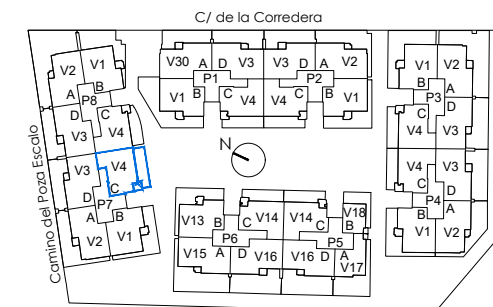 C/ de la Corredera
V30 A D V3 V3 D A V2
P1 P2
V1 B C V4 V4 C B V1
V2 V1
A B
P8
D C
V3 V4
V3 V4
D C
P7
A B
V2 V1
V1 V2
B A
P3
C D
V4 V3
V4 V3
C D
P4
B A
V1 V2
N
Camino del Poza Escalo
V13 B C V14 V14 C V18
B
P6 P5
V15 A D V16 V16 D A
V17